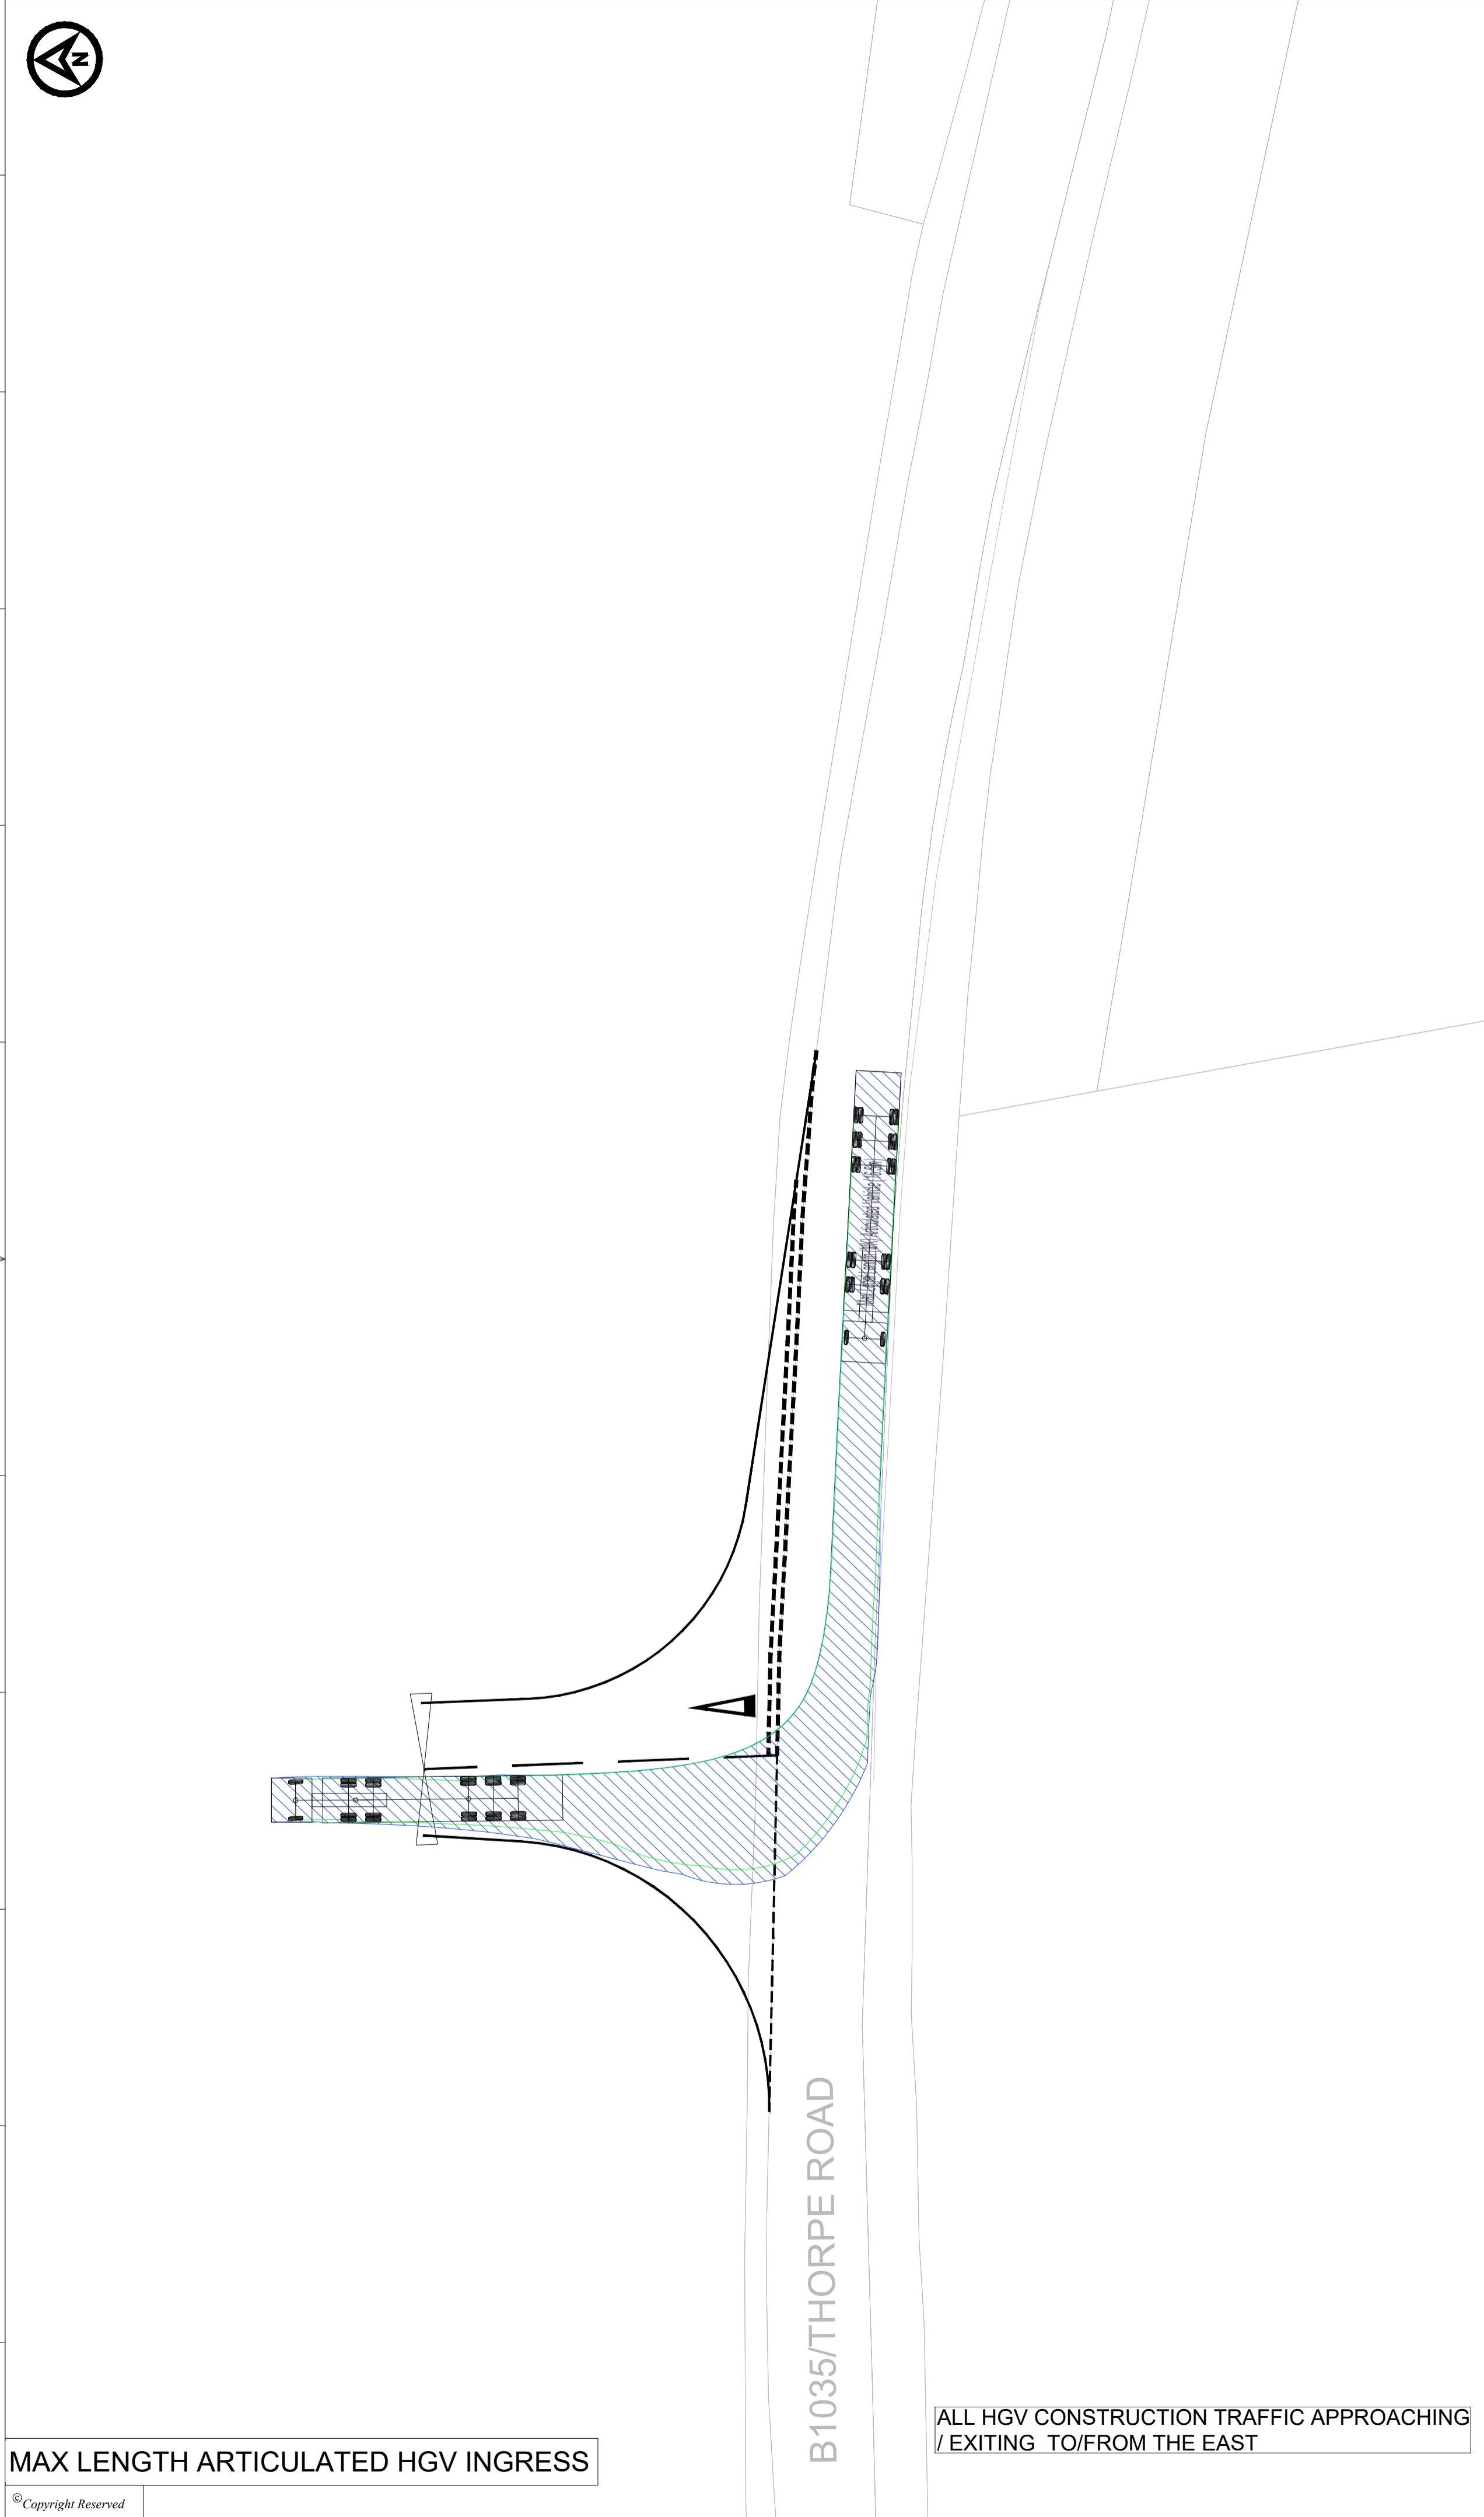 N
B1035/THORPE ROAD
ALL HGV CONSTRUCTION TRAFFIC APPROACHING
/ EXITING TO/FROM THE EAST
MAX LENGTH ARTICULATED HGV INGRESS
©Copyright Reserved